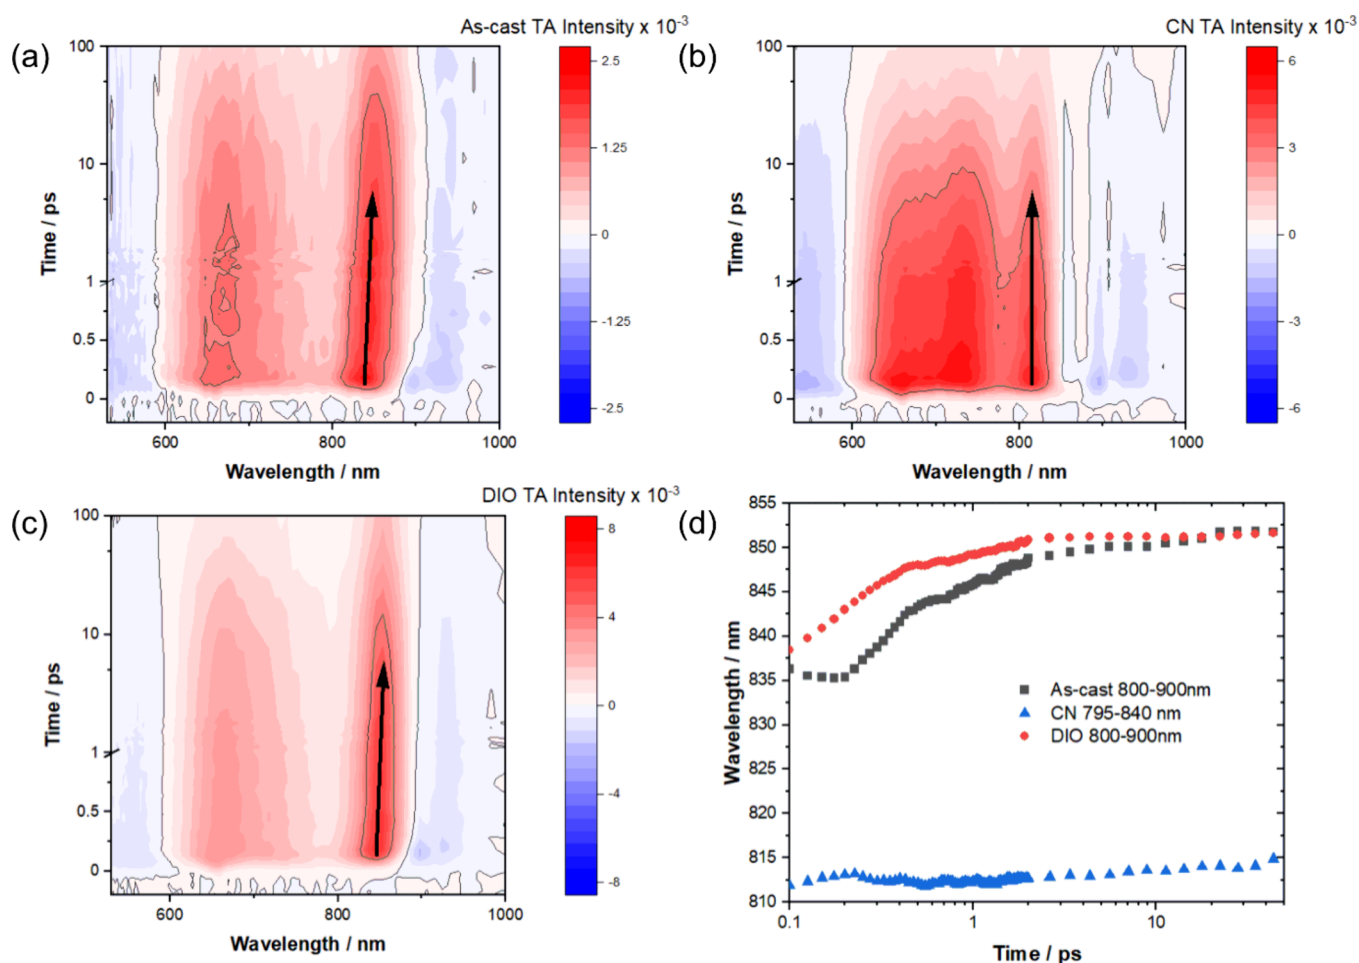 (a)
As-cast TA Intensity x 10⁻³
100
10
1
0.5
0
Time / ps
600
800
1000
Wavelength / nm
2.5
1.25
0
-1.25
-2.5
(b)
CN TA Intensity x 10⁻³
100
10
1
0.5
0
Time / ps
600
800
1000
Wavelength / nm
6
3
0
-3
-6
(c)
DIO TA Intensity x 10⁻³
100
10
1
0.5
0
Time / ps
600
800
1000
Wavelength / nm
8
4
0
-4
-8
(d)
855
850
845
840
835
830
825
820
815
810
Wavelength / nm
As-cast 800-900nm
CN 795-840 nm
DIO 800-900nm
0.1
1
10
Time / ps